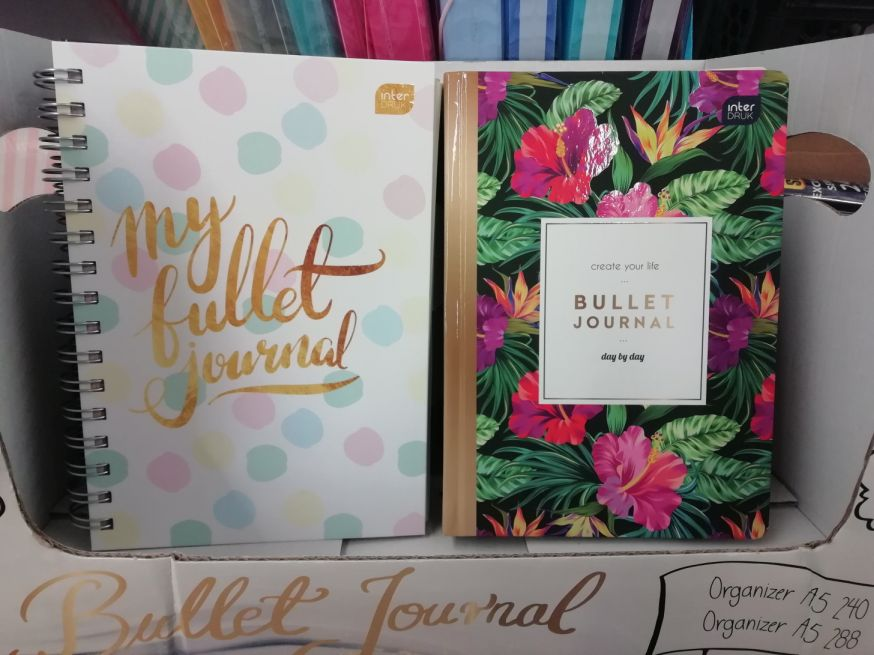 inter
DRUK
my
bullet
journal
inter
DRUK
create your life
...
BULLET
JOURNAL
...
day by day
Bullet Journal
Organizer A5 240
Organizer A5 288